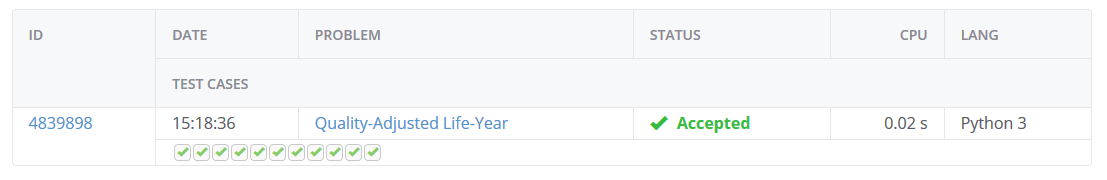 ID DATE PROBLEM STATUS CPU LANG
TEST CASES
4839898 15:18:36 Quality-Adjusted Life-Year Accepted 0.02 s Python 3